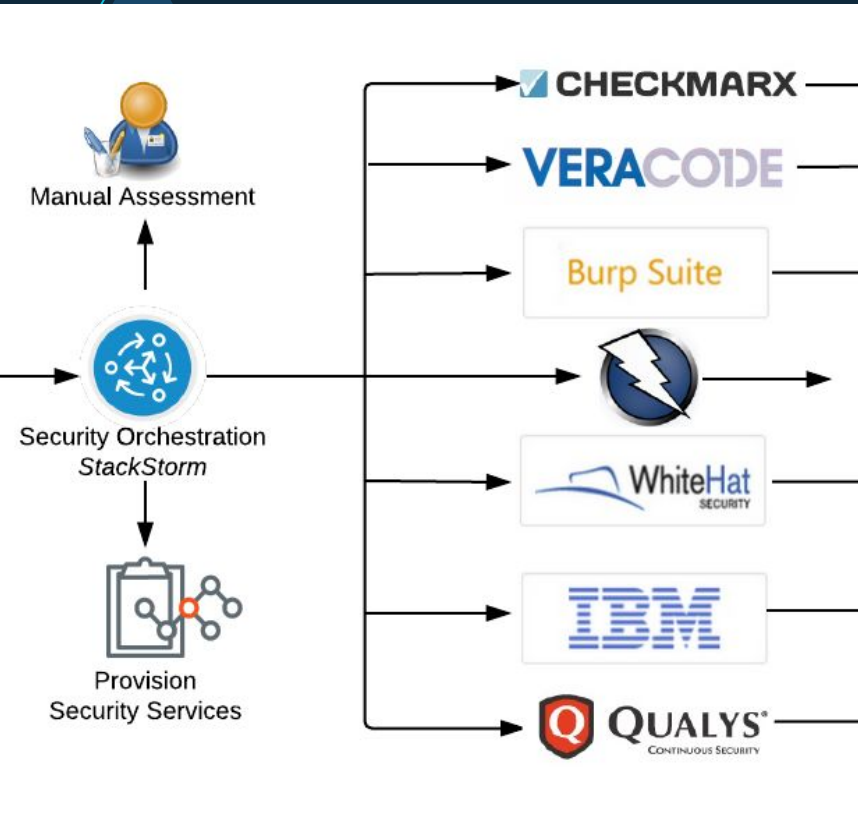 Manual Assessment
Security Orchestration
StackStorm
Provision
Security Services
CHECKMARX
VERACODE
Burp Suite
WhiteHat
SECURITY
IBM
Q QUALYS®
CONTINUOUS SECURITY